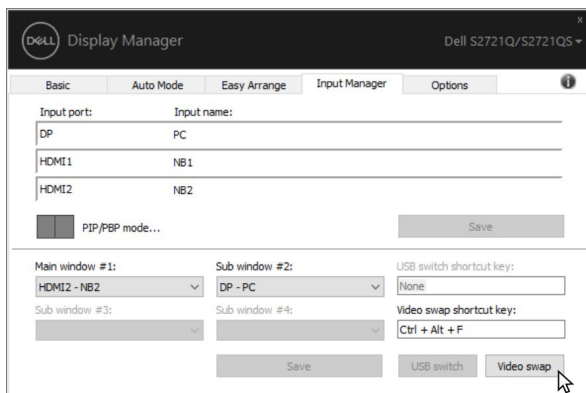 DELL Display Manager
x
Dell S2721Q/S2721QS
Basic Auto Mode Easy Arrange Input Manager Options i
Input port: Input name:
DP PC
HDMI1 NB1
HDMI2 NB2
PIP/PBP mode... Save
Main window #1: Sub window #2: USB switch shortcut key:
HDMI2 - NB2 DP - PC None
Sub window #3: Sub window #4: Video swap shortcut key:
Ctrl + Alt + F
Save USB switch Video swap